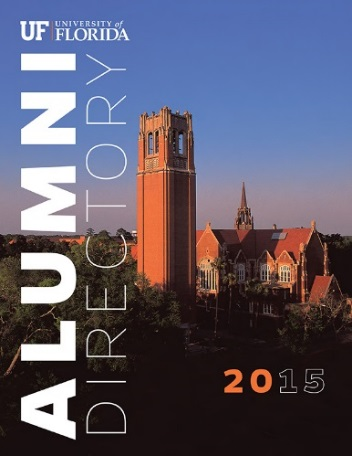 UF UNIVERSITY of
FLORIDA
ALUMNI
DIRECTORY
2015